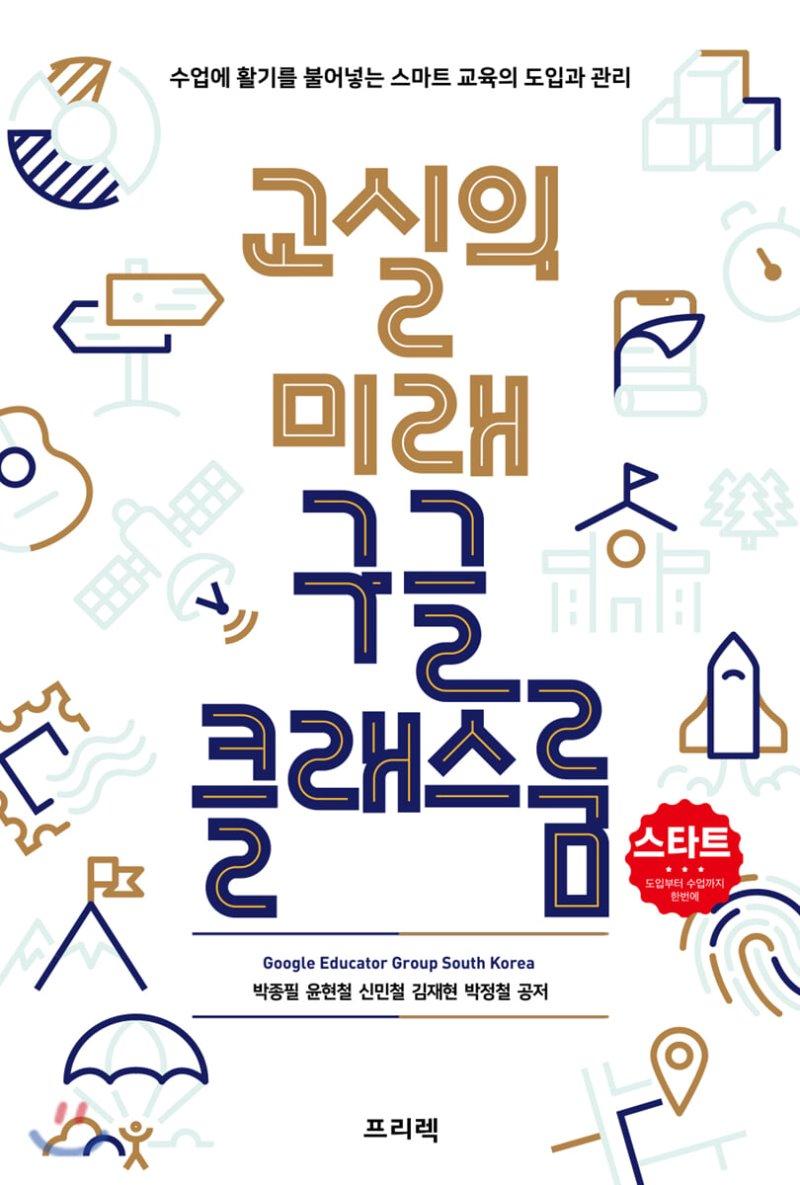 수업에 활기를 불어넣는 스마트 교육의 도입과 관리
교실의
미래
구글
클래스룸
스타트
도입부터 수업까지
한번에
Google Educator Group South Korea
박종필 윤현철 신민철 김재현 박정철 공저
프리렉